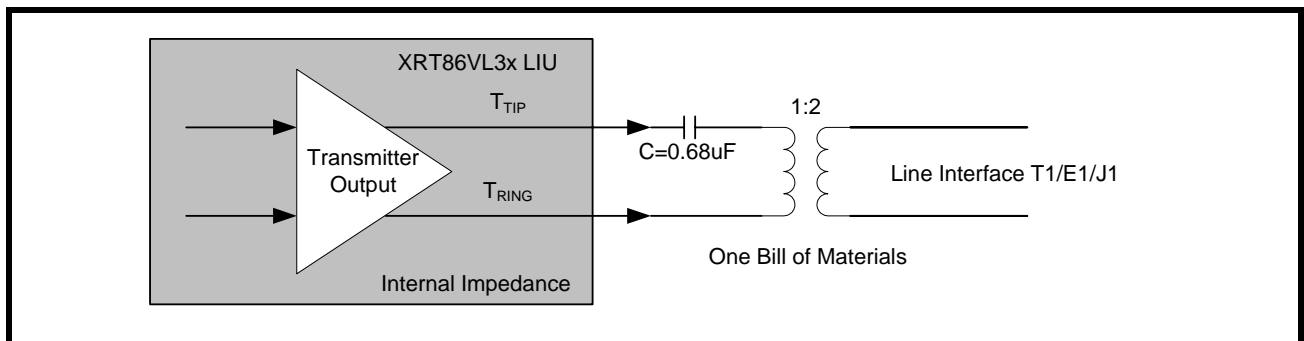 XRT86VL3x LIU
TTIP
1:2
C=0.68uF
Transmitter
Output
Line Interface T1/E1/J1
TRING
One Bill of Materials
Internal Impedance